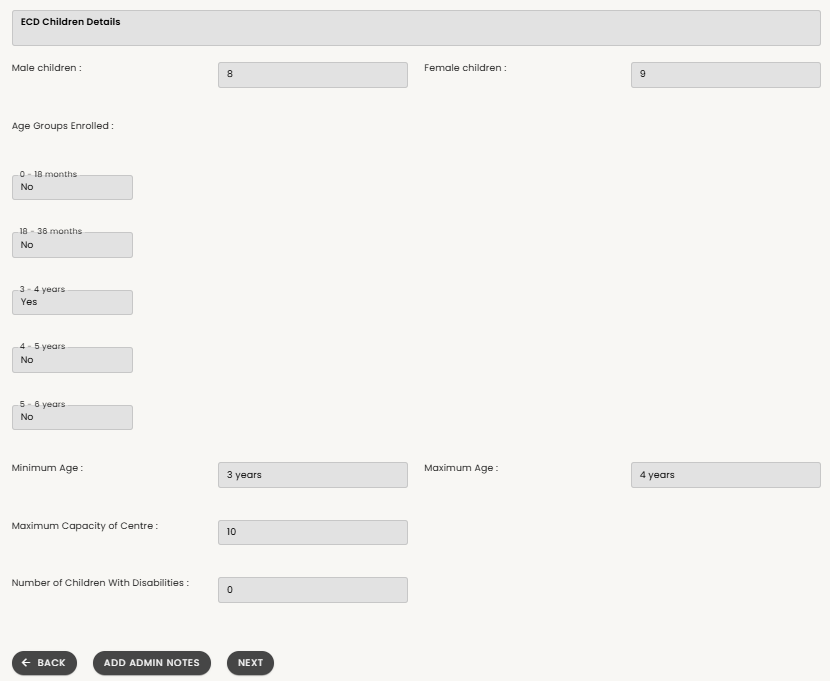 ECD Children Details
Male children : 8 Female children : 9
Age Groups Enrolled :
0 - 18 months
No
18 - 36 months
No
3 - 4 years
Yes
4 - 5 years
No
5 - 6 years
No
Minimum Age : 3 years Maximum Age : 4 years
Maximum Capacity of Centre : 10
Number of Children With Disabilities : 0
← BACK ADD ADMIN NOTES NEXT